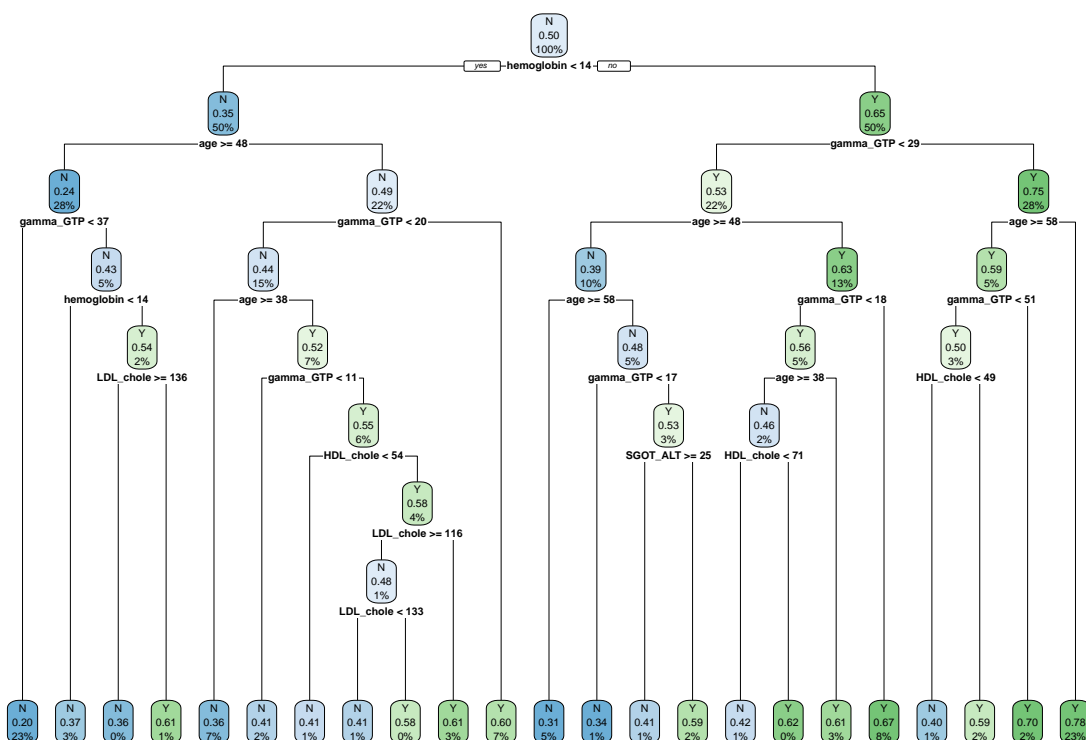 N
0.50
100%
yes hemoglobin < 14 no
N
0.35
50%
age >= 48
Y
0.65
50%
gamma_GTP < 29
N
0.24
28%
gamma_GTP < 37
N
0.49
22%
gamma_GTP < 20
Y
0.53
22%
age >= 48
Y
0.75
28%
age >= 58
N
0.43
5%
hemoglobin < 14
N
0.44
15%
age >= 38
N
0.39
10%
age >= 58
Y
0.63
13%
gamma_GTP < 18
Y
0.59
5%
gamma_GTP < 51
Y
0.54
2%
LDL_chole >= 136
Y
0.52
7%
gamma_GTP < 11
N
0.48
5%
gamma_GTP < 17
Y
0.56
5%
age >= 38
Y
0.50
3%
HDL_chole < 49
Y
0.55
6%
HDL_chole < 54
Y
0.53
3%
SGOT_ALT >= 25
N
0.46
2%
HDL_chole < 71
Y
0.58
4%
LDL_chole >= 116
N
0.48
1%
LDL_chole < 133
N
0.20
23%
N
0.37
3%
N
0.36
0%
Y
0.61
1%
N
0.36
7%
N
0.41
2%
N
0.41
1%
N
0.41
1%
Y
0.58
0%
Y
0.61
3%
Y
0.60
7%
N
0.31
5%
N
0.34
1%
N
0.41
1%
Y
0.59
2%
N
0.42
1%
Y
0.62
0%
Y
0.61
3%
Y
0.67
8%
N
0.40
1%
Y
0.59
2%
Y
0.70
2%
Y
0.78
23%